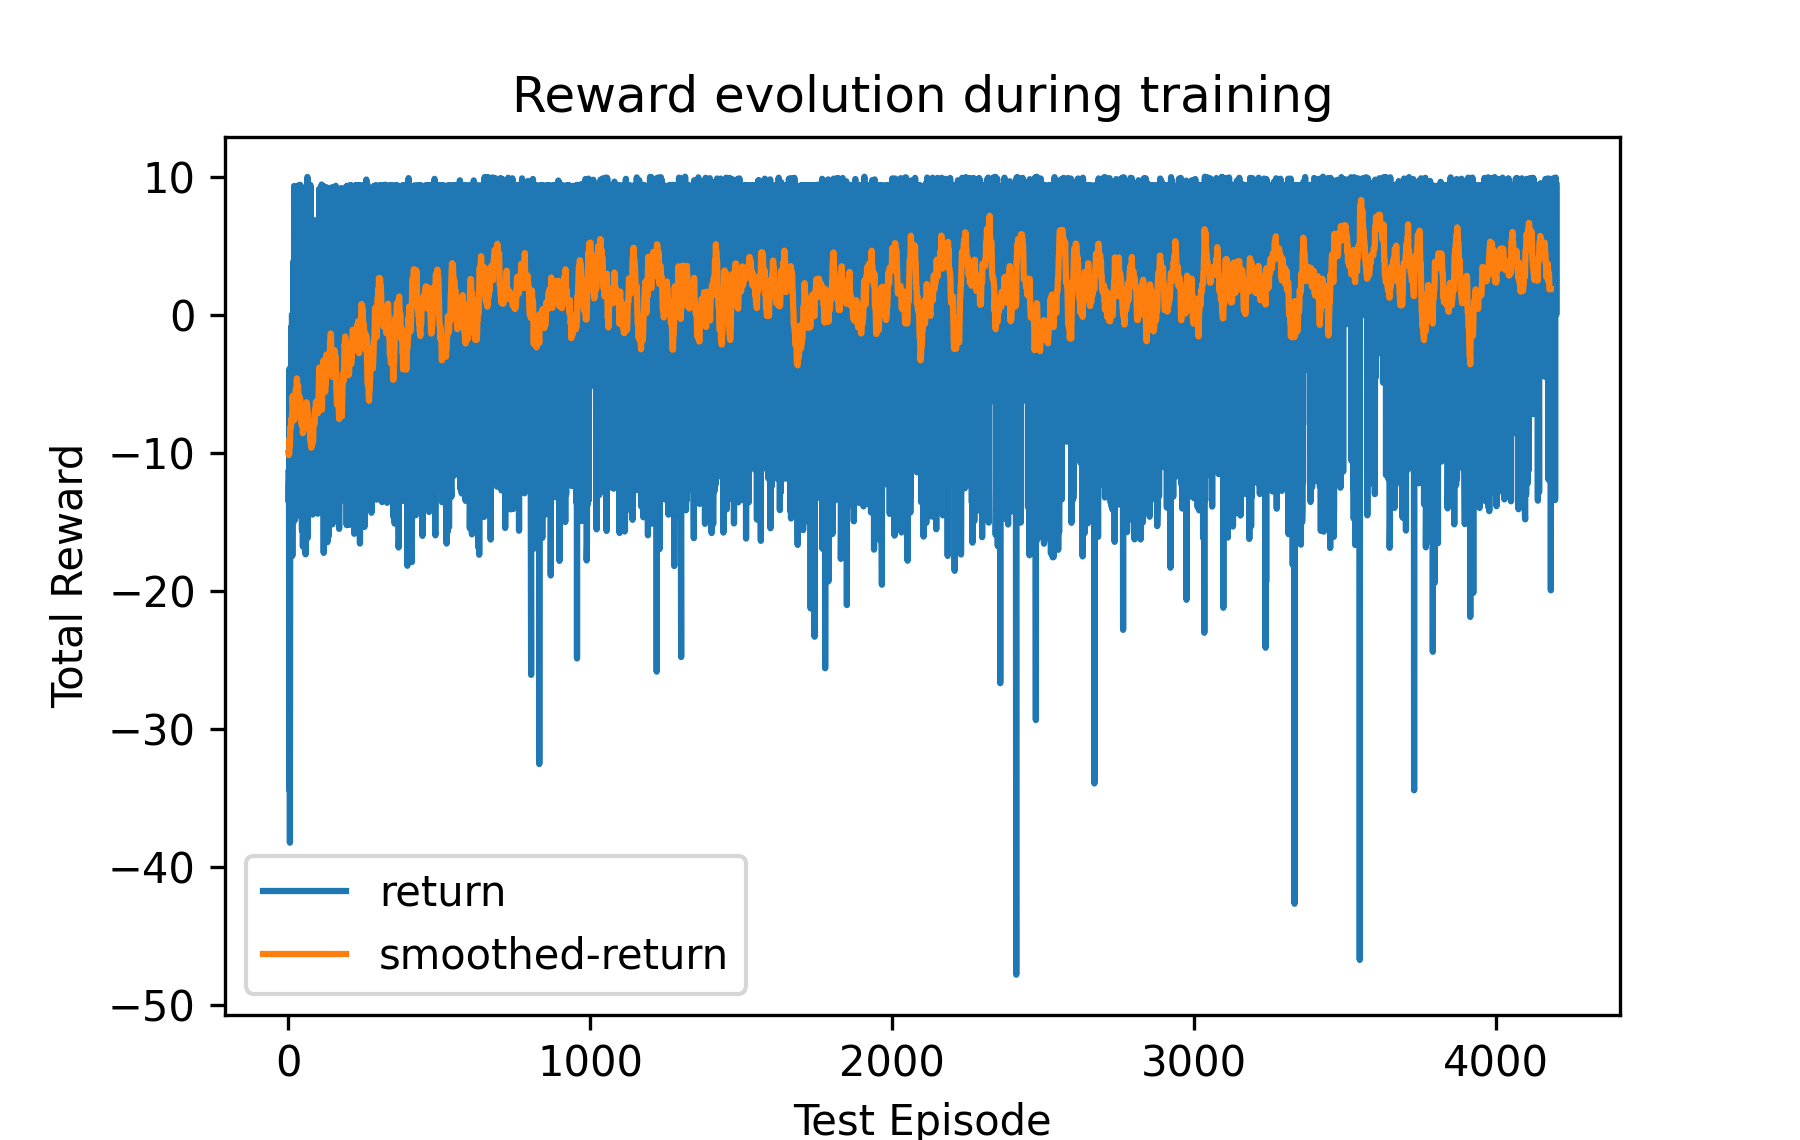 Reward evolution during training
10
0
−10
−20
−30
−40
−50
Total Reward
return
smoothed-return
0 1000 2000 3000 4000
Test Episode